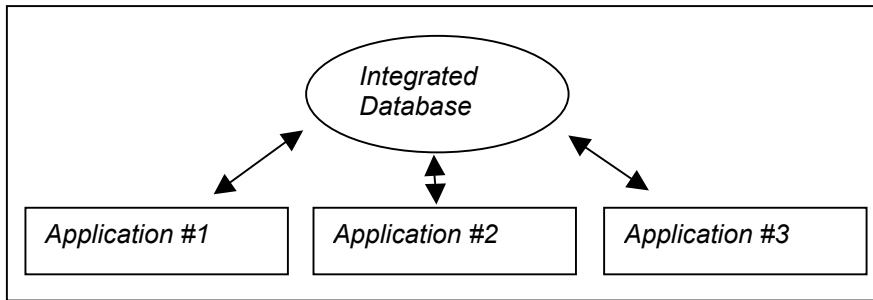 Integrated
Database
Application #1
Application #2
Application #3